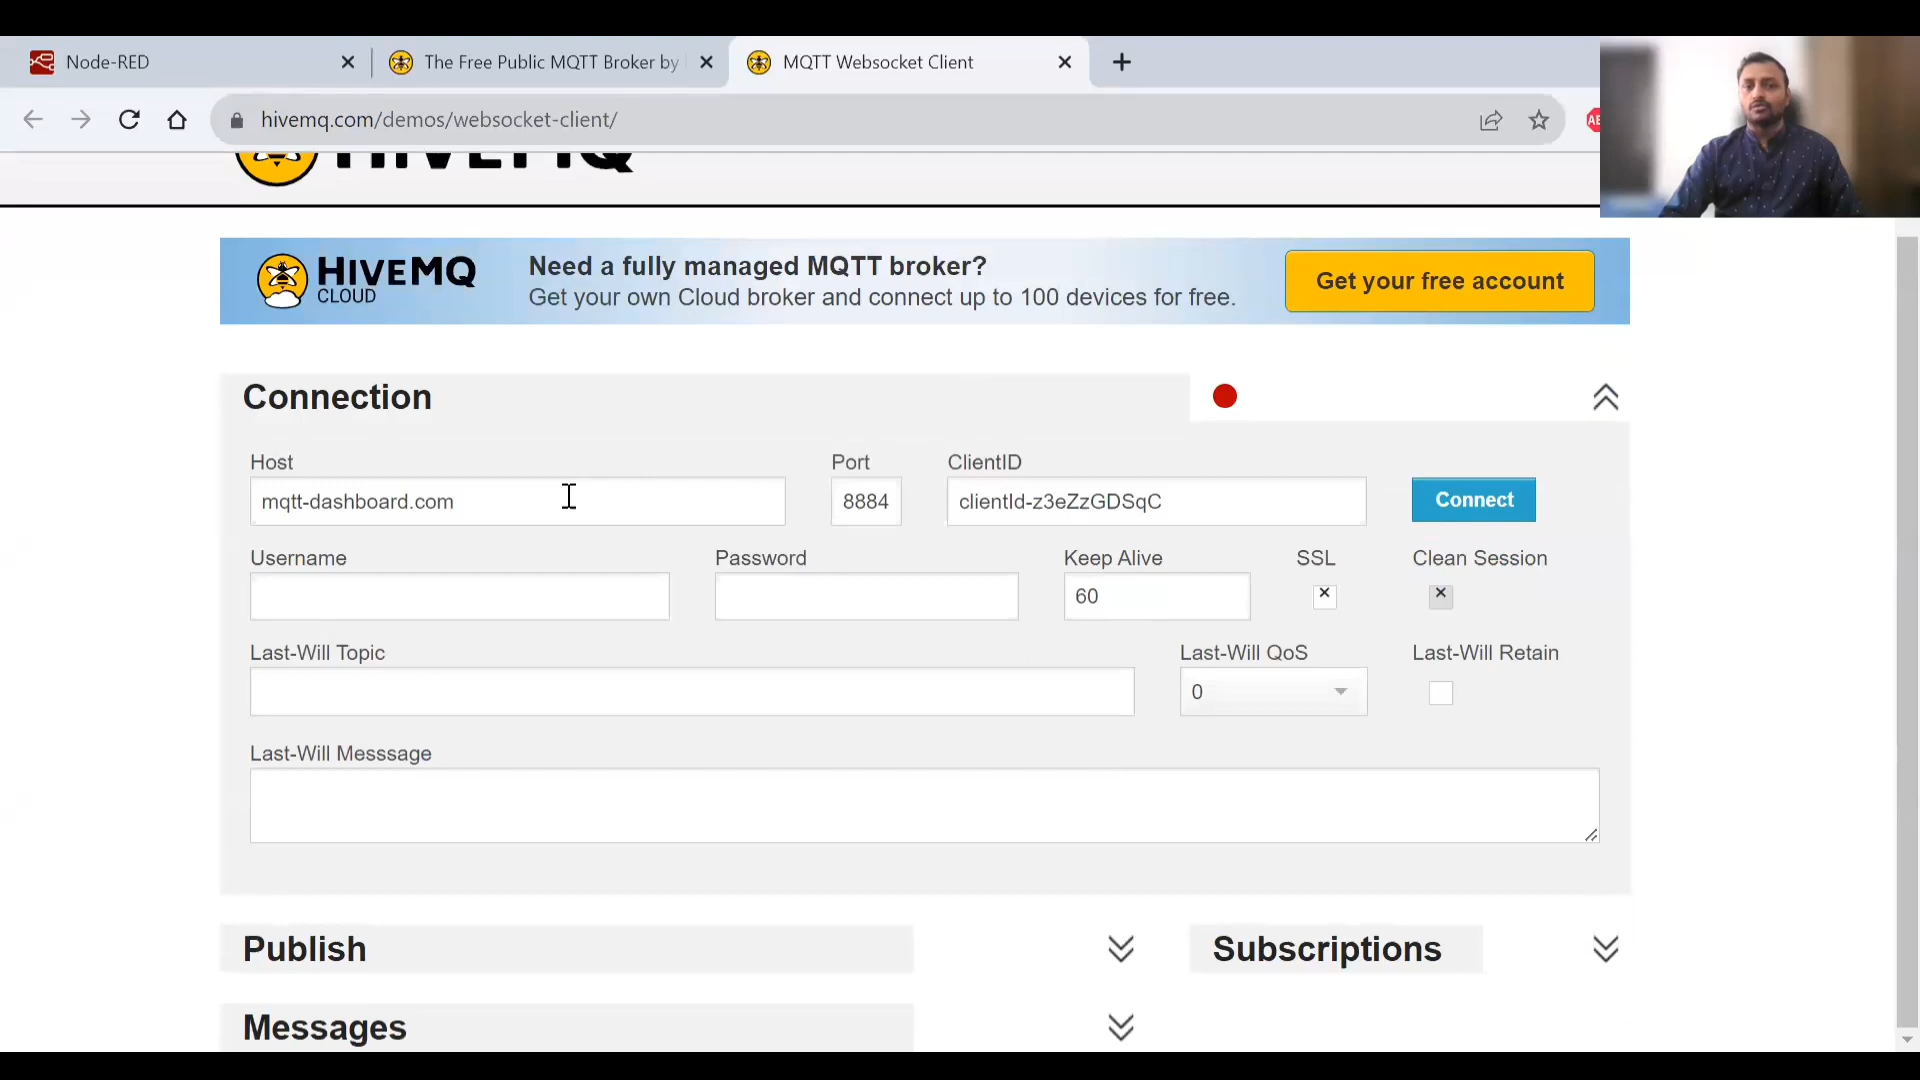 Node-RED
The Free Public MQTT Broker by
MQTT Websocket Client
hivemq.com/demos/websocket-client/
HIVEMQ
HIVEMQ
CLOUD
Need a fully managed MQTT broker?
Get your own Cloud broker and connect up to 100 devices for free.
Get your free account
Connection
Host
Port
ClientID
mqtt-dashboard.com
8884
clientId-z3eZzGDSqC
Connect
Username
Password
Keep Alive
SSL
Clean Session
60
Last-Will Topic
Last-Will QoS
Last-Will Retain
0
Last-Will Messsage
Publish
Subscriptions
Messages